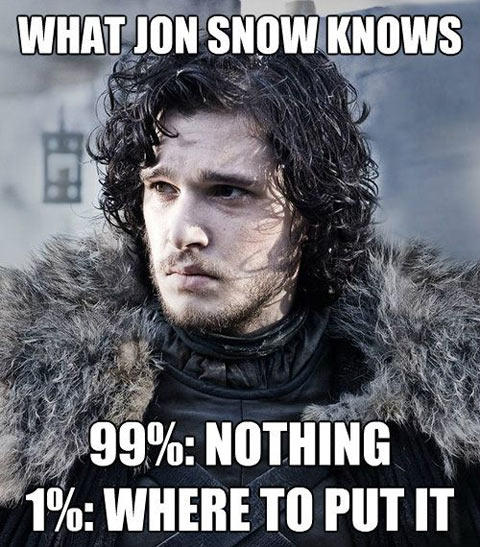 WHAT JON SNOW KNOWS
99%: NOTHING
1%: WHERE TO PUT IT